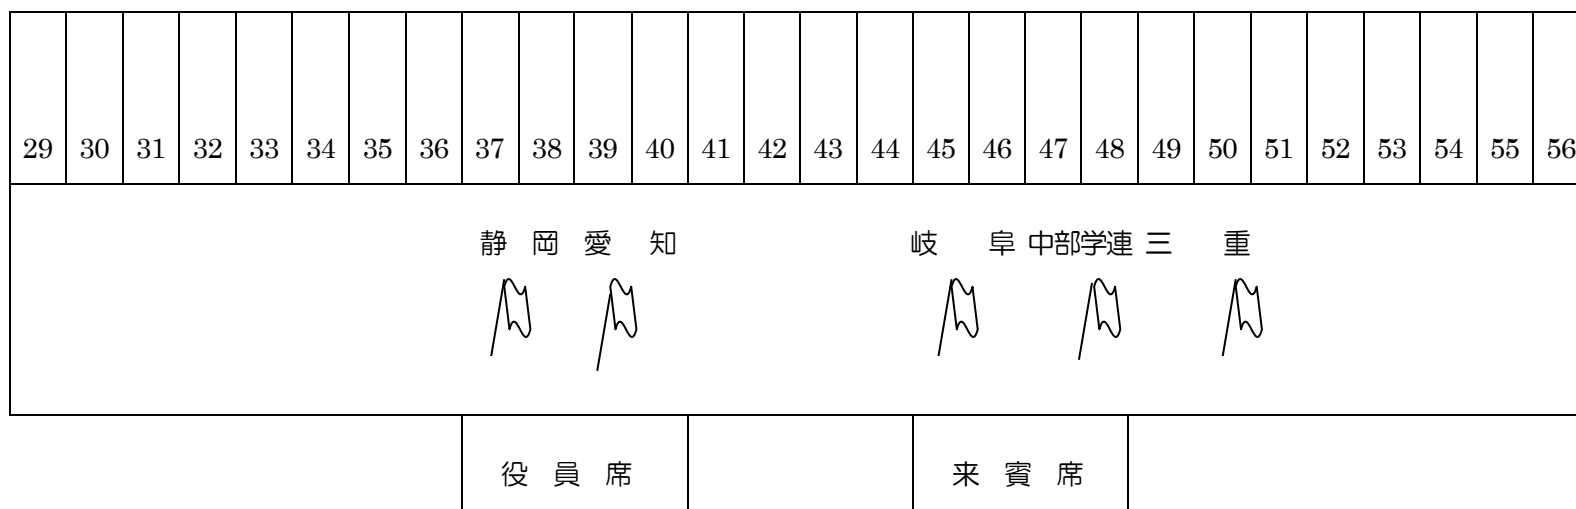 29 30 31 32 33 34 35 36 37 38 39 40 41 42 43 44 45 46 47 48 49 50 51 52 53 54 55 56
静 岡 愛 知 岐 阜 中部学連 三 重
役 員 席 来 賓 席